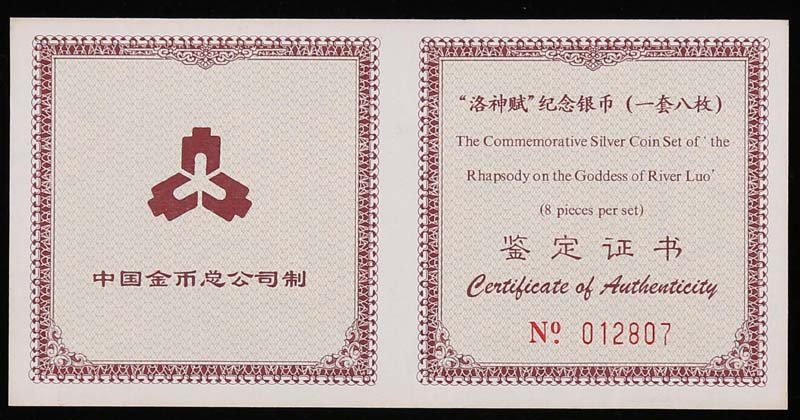 中国金币总公司制
“洛神赋”纪念银币（一套八枚）
The Commemorative Silver Coin Set of ' the
Rhapsody on the Goddess of River Luo'
(8 pieces per set)
鉴定证书
Certificate of Authenticity
Nº 012807